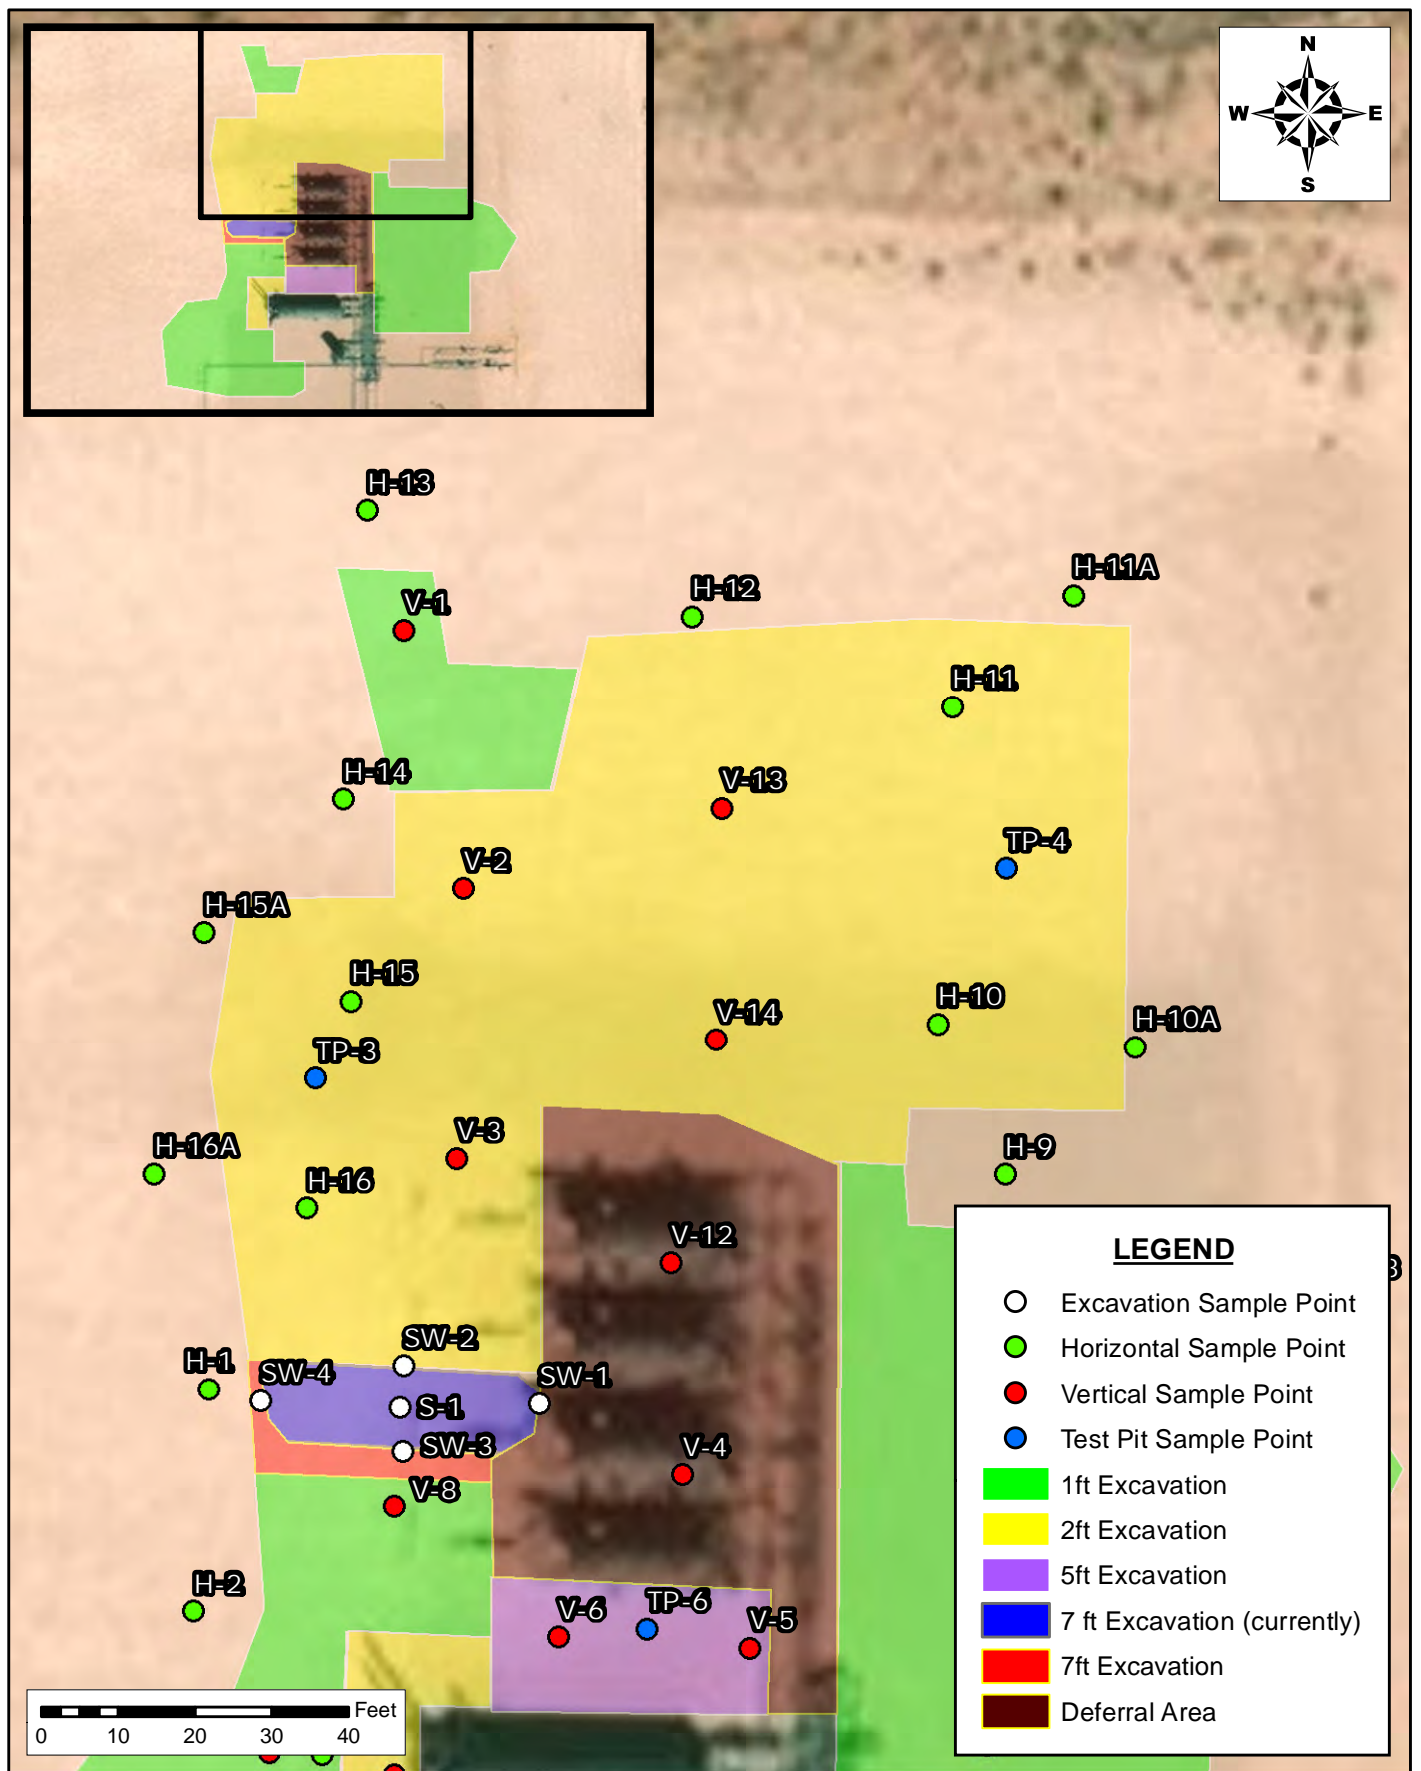 N
W E
S
H-13
H-11A
H-12
V-1
H-11
H-14
V-13
TP-4
V-2
H-15A
H-15
H-10
V-14
H-10A
TP-3
V-3
H-16A
H-9
H-16
V-12
LEGEND
Excavation Sample Point
Horizontal Sample Point
Vertical Sample Point
Test Pit Sample Point
1ft Excavation
2ft Excavation
5ft Excavation
7 ft Excavation (currently)
7ft Excavation
Deferral Area
SW-2
H-1
SW-4
SW-1
S-1
SW-3
V-4
V-8
H-2
V-6
TP-6
V-5
Feet
0 10 20 30 40